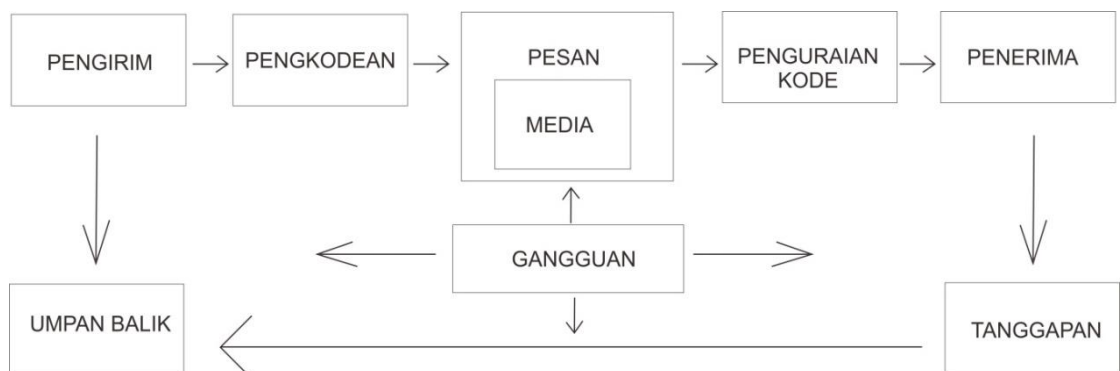 PENGIRIM
PENGKODEAN
PESAN
MEDIA
PENGURAIAN
KODE
PENERIMA
GANGGUAN
UMPAN BALIK
TANGGAPAN